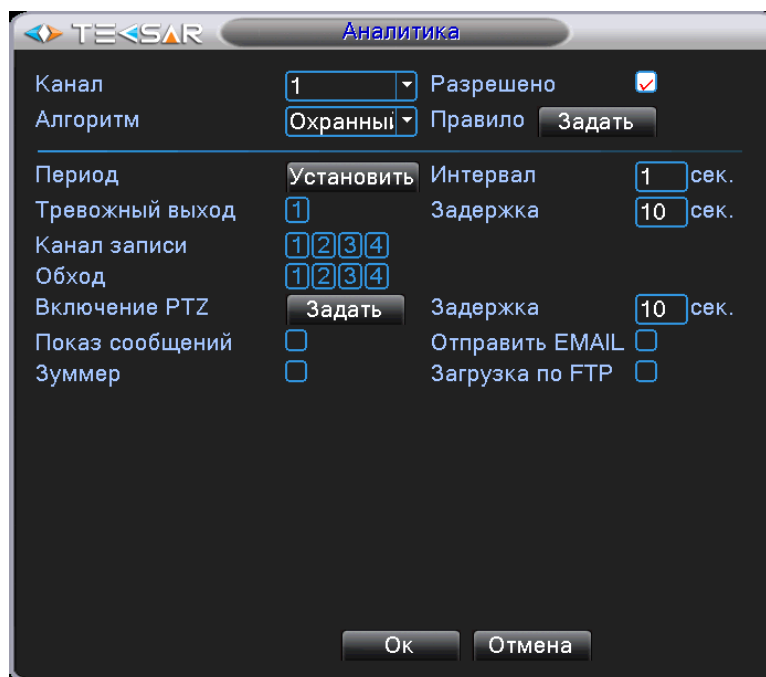 TEKSAR Аналитика
Канал 1 Разрешено
Алгоритм Охранный Правило Задать
Период Установить Интервал 1 сек.
Тревожный выход 1 Задержка 10 сек.
Канал записи 1 2 3 4
Обход 1 2 3 4
Включение PTZ Задать Задержка 10 сек.
Показ сообщений Отправить EMAIL
Зуммер Загрузка по FTP
Ок Отмена